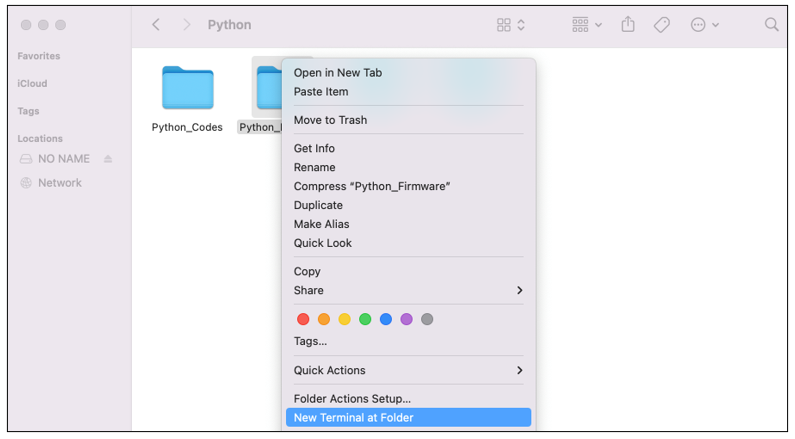 Python
Favorites
iCloud
Tags
Locations
NO NAME
Network
Python_Codes
Open in New Tab
Paste Item
Move to Trash
Get Info
Rename
Compress “Python_Firmware”
Duplicate
Make Alias
Quick Look
Copy
Share
Tags...
Quick Actions
Folder Actions Setup...
New Terminal at Folder